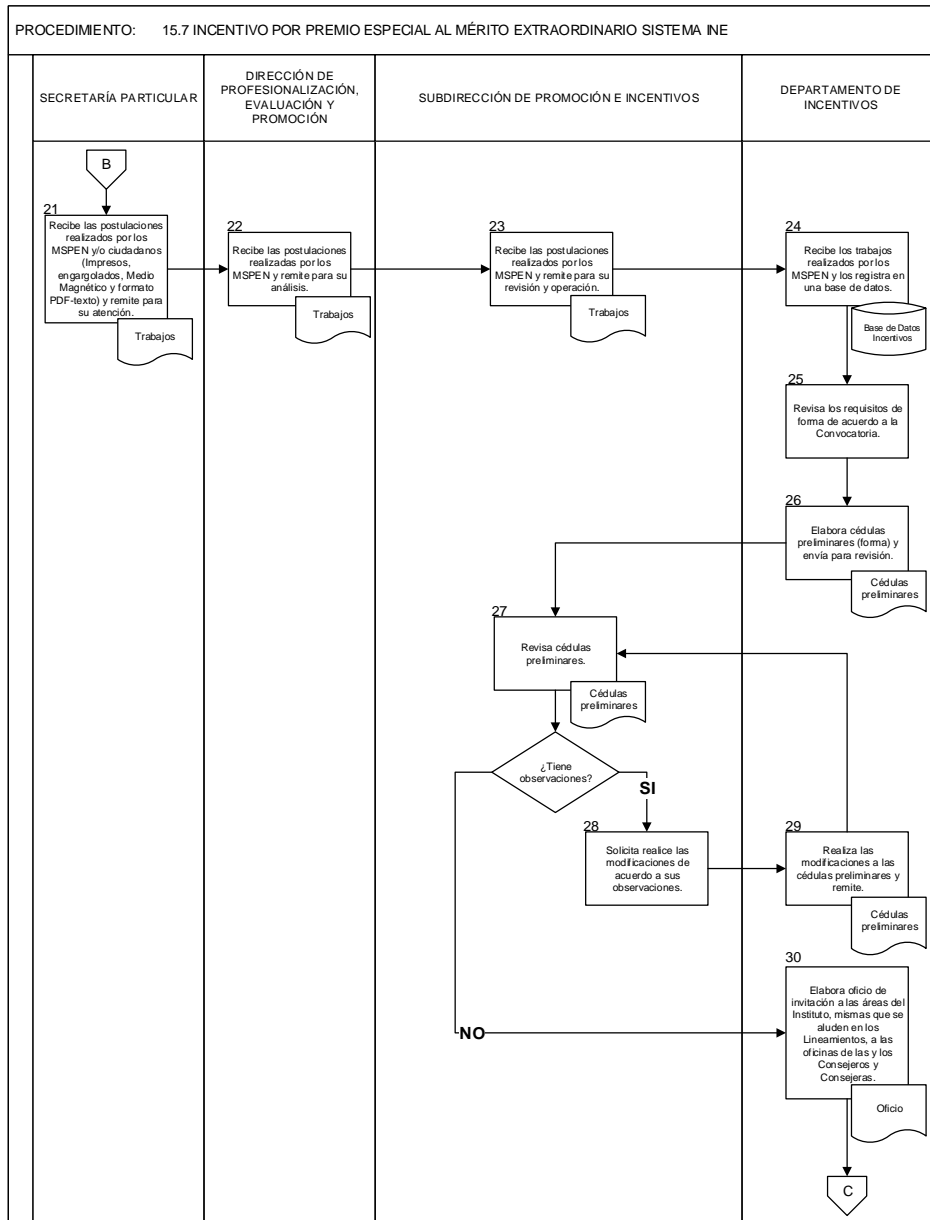 PROCEDIMIENTO: 15.7 INCENTIVO POR PREMIO ESPECIAL AL MÉRITO EXTRAORDINARIO SISTEMA INE
SECRETARÍA PARTICULAR
DIRECCIÓN DE
PROFESIONALIZACIÓN,
EVALUACIÓN Y
PROMOCIÓN
SUBDIRECCIÓN DE PROMOCIÓN E INCENTIVOS
DEPARTAMENTO DE
INCENTIVOS
B
21
Recibe las postulaciones
realizados por los
MSPEN y/o ciudadanos
(Impresos,
engargolados, Medio
Magnético y formato
PDF-texto) y remite para
su atención.
Trabajos
22
Recibe las postulaciones
realizadas por los
MSPEN y remite para su
análisis.
Trabajos
23
Recibe las postulaciones
realizados por los
MSPEN y remite para su
revisión y operación.
Trabajos
24
Recibe los trabajos
realizados por los
MSPEN y los registra en
una base de datos.
Base de Datos
Incentivos
25
Revisa los requisitos de
forma de acuerdo a la
Convocatoria.
26
Elabora cédulas
preliminares (forma) y
envía para revisión.
Cédulas
preliminares
27
Revisa cédulas
preliminares.
Cédulas
preliminares
¿Tiene
observaciones?
SI
28
Solicita realice las
modificaciones de
acuerdo a sus
observaciones.
29
Realiza las
modificaciones a las
cédulas preliminares y
remite.
Cédulas
preliminares
NO
30
Elabora oficio de
invitación a las áreas del
Instituto, mismas que se
aluden en los
Lineamientos, a las
oficinas de las y los
Consejeros y
Consejeras.
Oficio
C